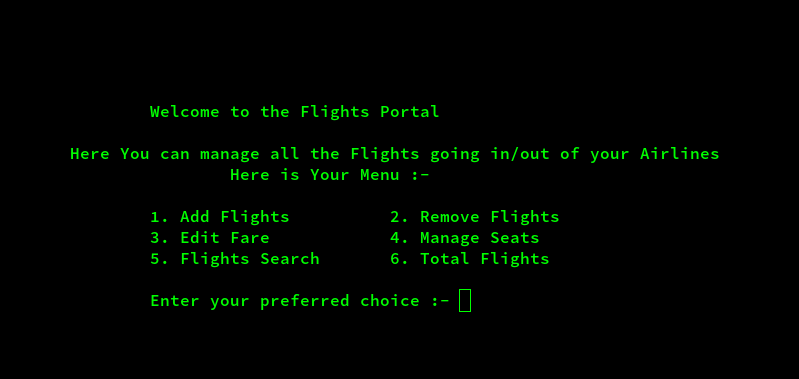 Welcome to the Flights Portal
Here You can manage all the Flights going in/out of your Airlines
Here is Your Menu :-
1. Add Flights 2. Remove Flights
3. Edit Fare 4. Manage Seats
5. Flights Search 6. Total Flights
Enter your preferred choice :-